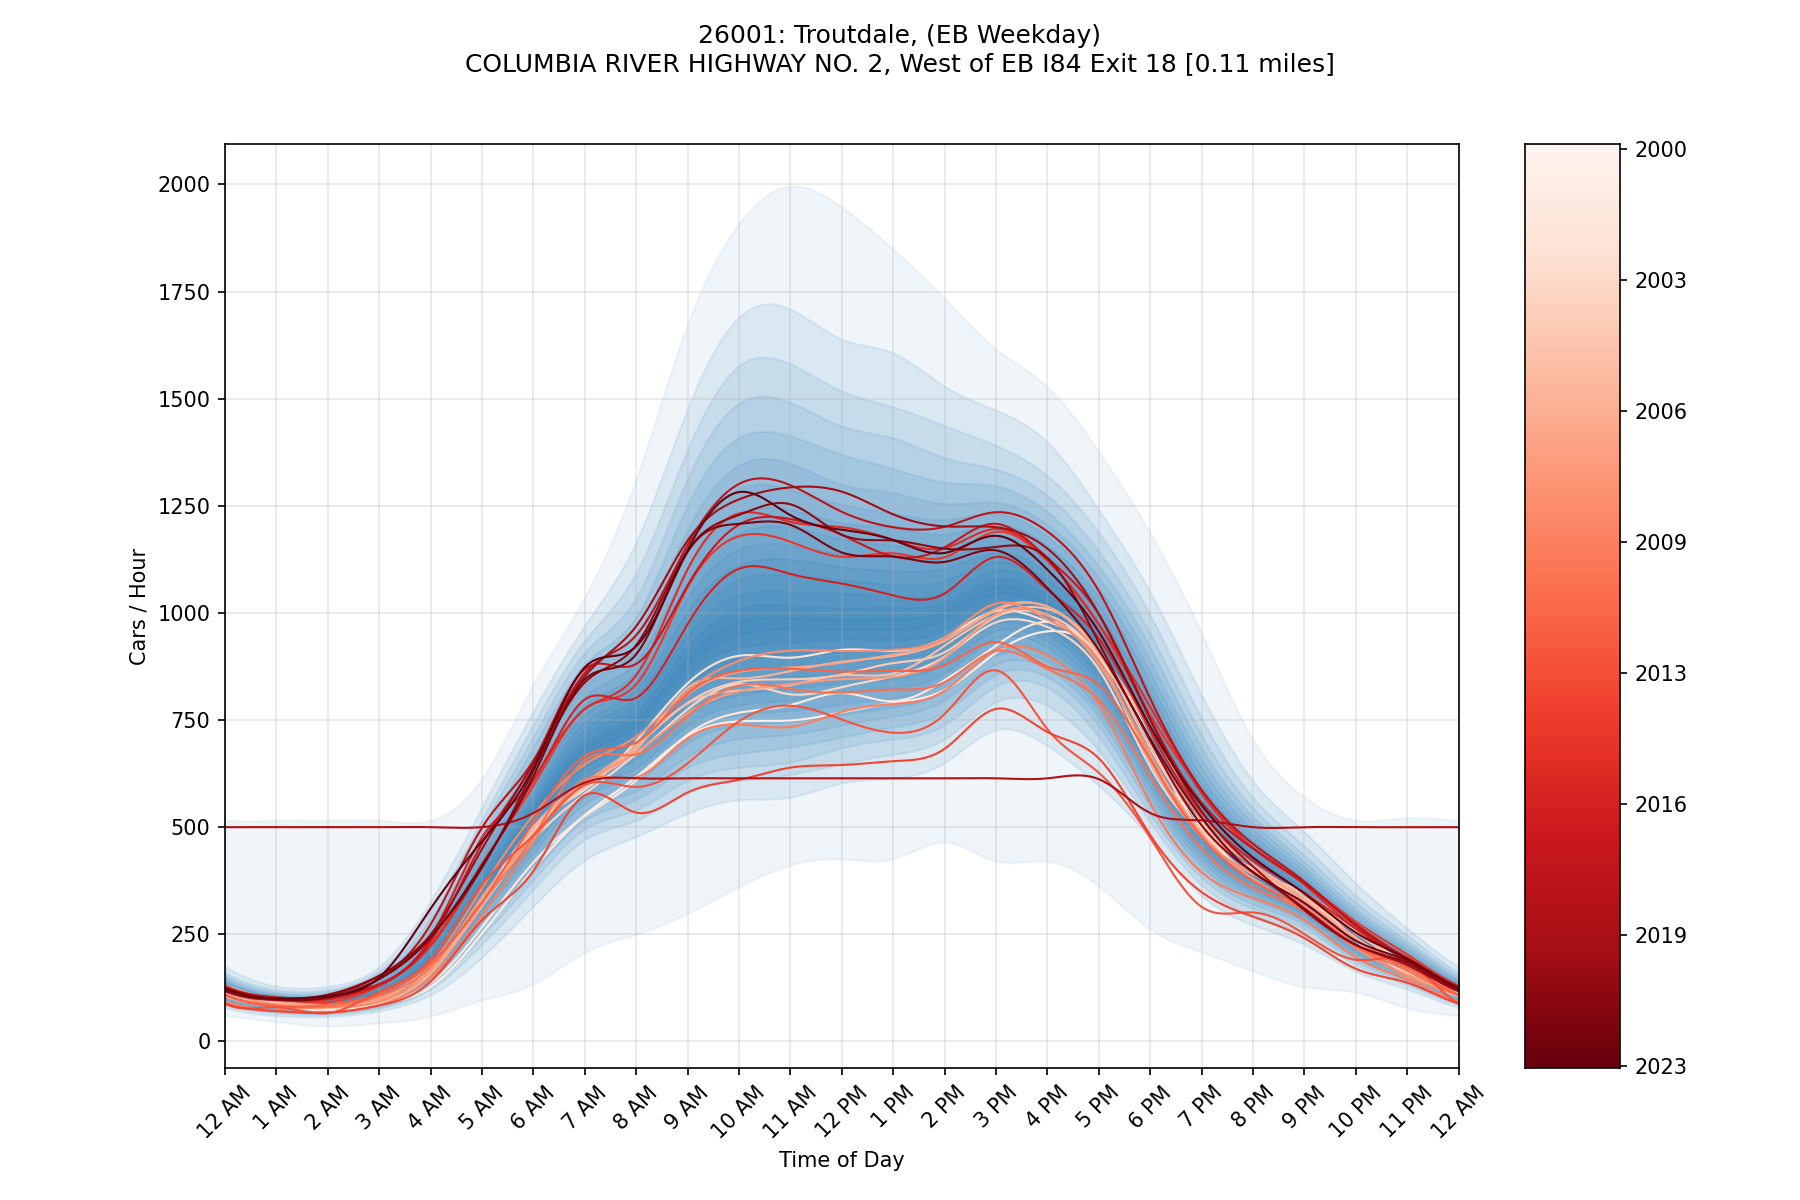 26001: Troutdale, (EB Weekday)
COLUMBIA RIVER HIGHWAY NO. 2, West of EB I84 Exit 18 [0.11 miles]
2000
1750
1500
1250
1000
750
500
250
0
Cars / Hour
12 AM
1 AM
2 AM
3 AM
4 AM
5 AM
6 AM
7 AM
8 AM
9 AM
10 AM
11 AM
12 PM
1 PM
2 PM
3 PM
4 PM
5 PM
6 PM
7 PM
8 PM
9 PM
10 PM
11 PM
12 AM
Time of Day
2000
2003
2006
2009
2013
2016
2019
2023